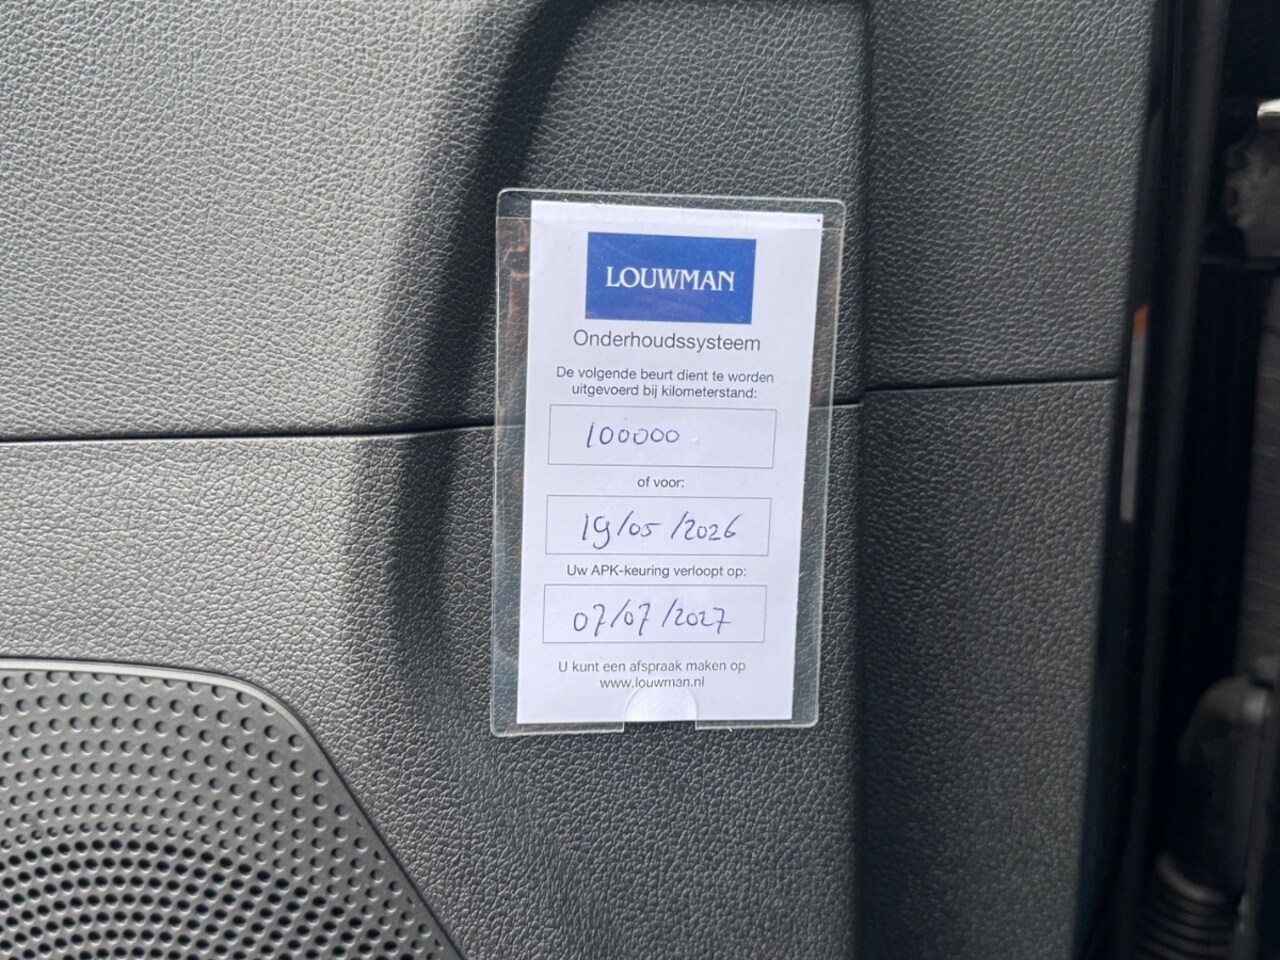 LOUWMAN
Onderhoudssysteem
De volgende beurt dient te worden
uitgevoerd bij kilometerstand:
100000
of voor:
19/05/2026
Uw APK-keuring verloopt op:
07/07/2027
U kunt een afspraak maken op
www.louwman.nl